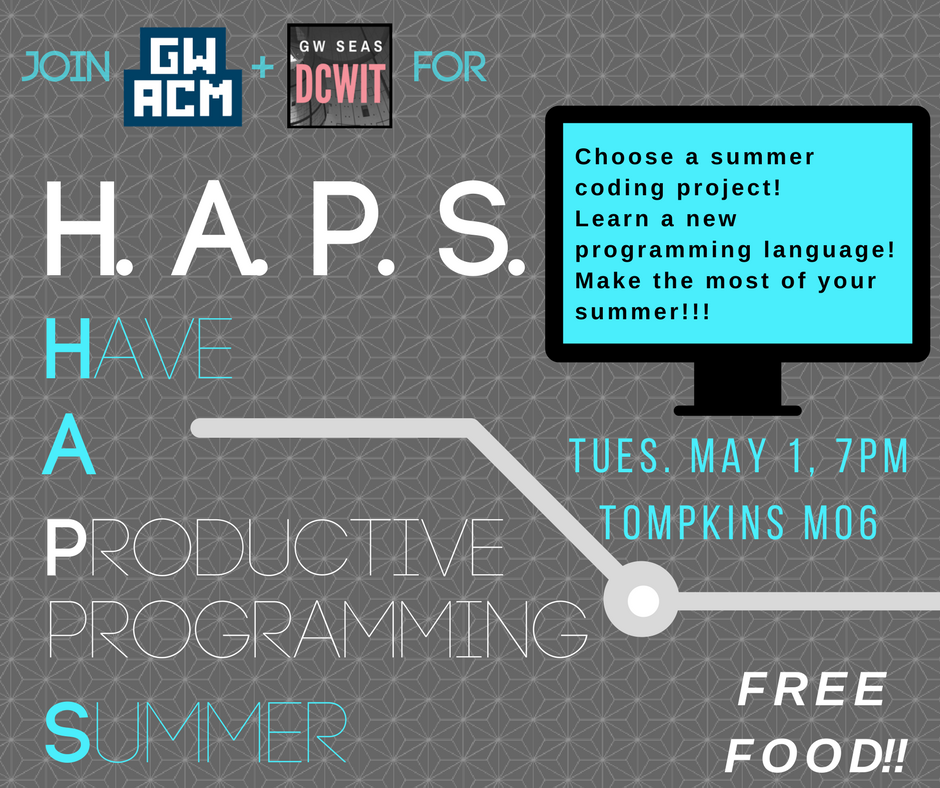 JOIN GW ACM + GW SEAS DCWIT FOR
H.A.P.S.
Choose a summer
coding project!
Learn a new
programming language!
Make the most of your
summer!!!
HAVE
A
PRODUCTIVE
PROGRAMMING
SUMMER
TUES. MAY 1, 7PM
TOMPKINS M06
FREE
FOOD!!